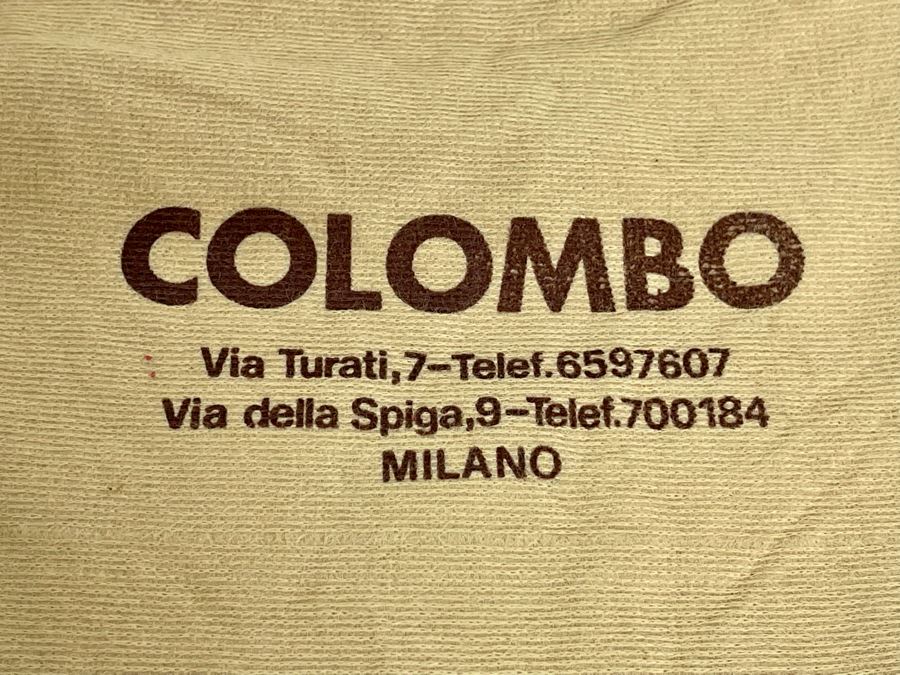 COLOMBO
Via Turati,7-Telef.6597607
Via della Spiga,9-Telef.700184
MILANO